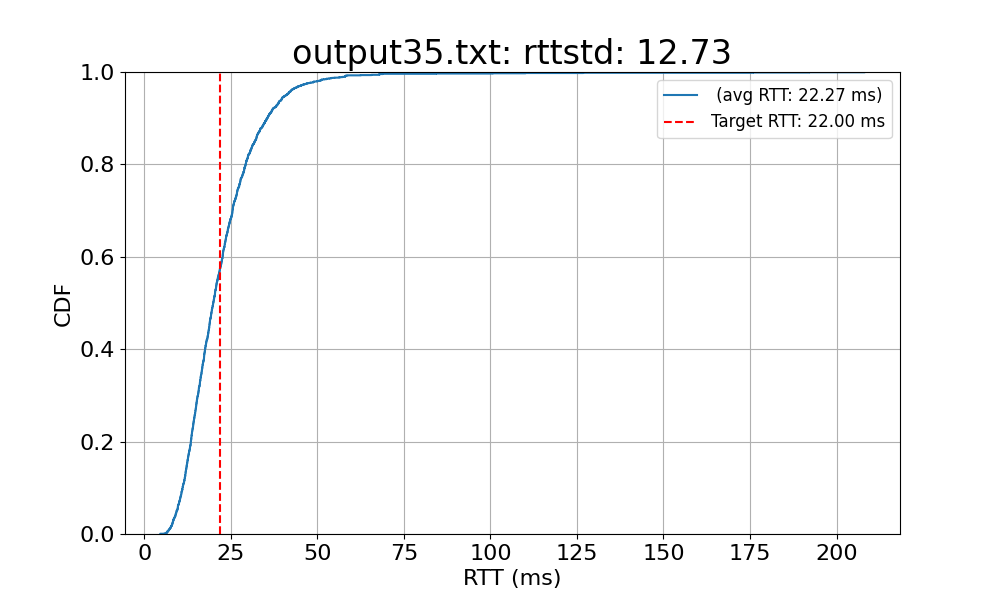 output35.txt: rttstd: 12.73
(avg RTT: 22.27 ms)
Target RTT: 22.00 ms
1.0
0.8
0.6
0.4
0.2
0.0
CDF
0 25 50 75 100 125 150 175 200
RTT (ms)